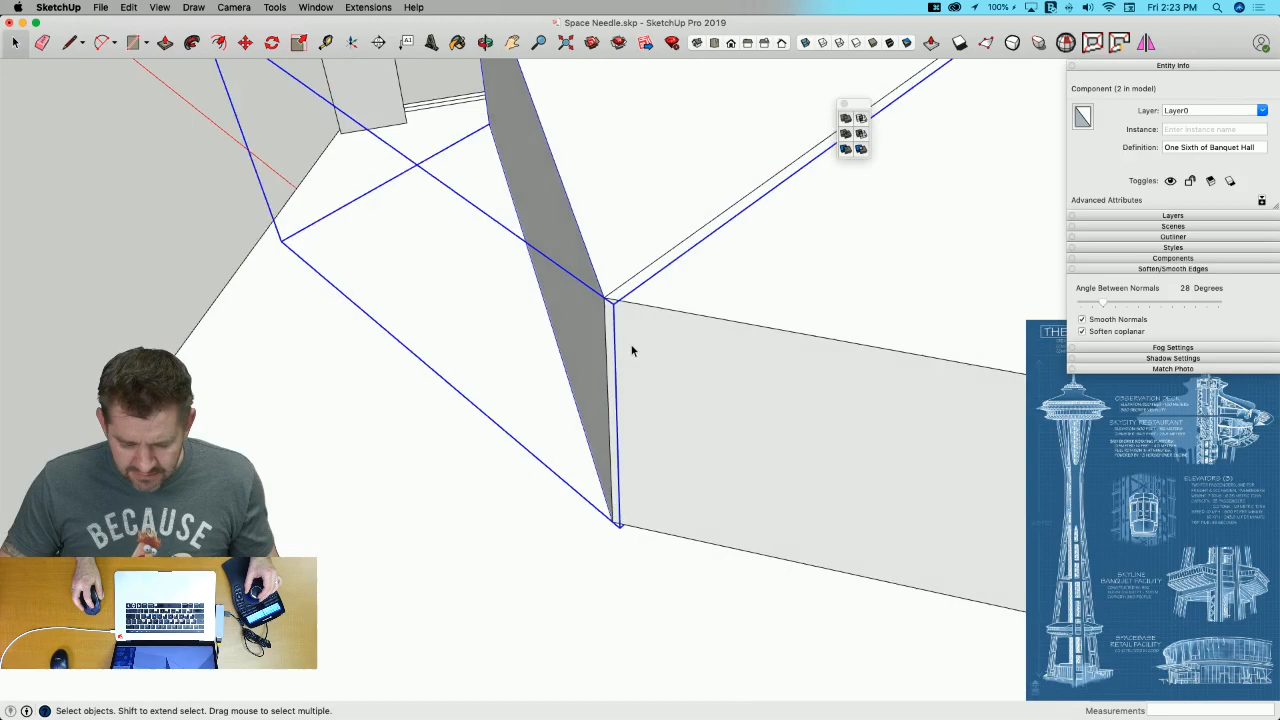 SketchUp File Edit View Draw Camera Tools Window Extensions Help
100% Fri 2:23 PM
Space Needle.skp - SketchUp Pro 2019
Entity Info
Component (2 in model)
Layer: Layer0
Instance: Enter instance name
Definition: One Sixth of Banquet Hall
Toggles:
Advanced Attributes
Layers
Scenes
Outliner
Styles
Components
Soften/Smooth Edges
Angle Between Normals 28 Degrees
Smooth Normals
Soften coplanar
Fog Settings
Shadow Settings
Match Photo
THE
OBSERVATION DECK
SKYCITY RESTAURANT
ELEVATORS (3)
SKYLINE
BANQUET FACILITY
SPACEBASE
RETAIL FACILITY
BECAUSE
Select objects. Shift to extend select. Drag mouse to select multiple.
Measurements